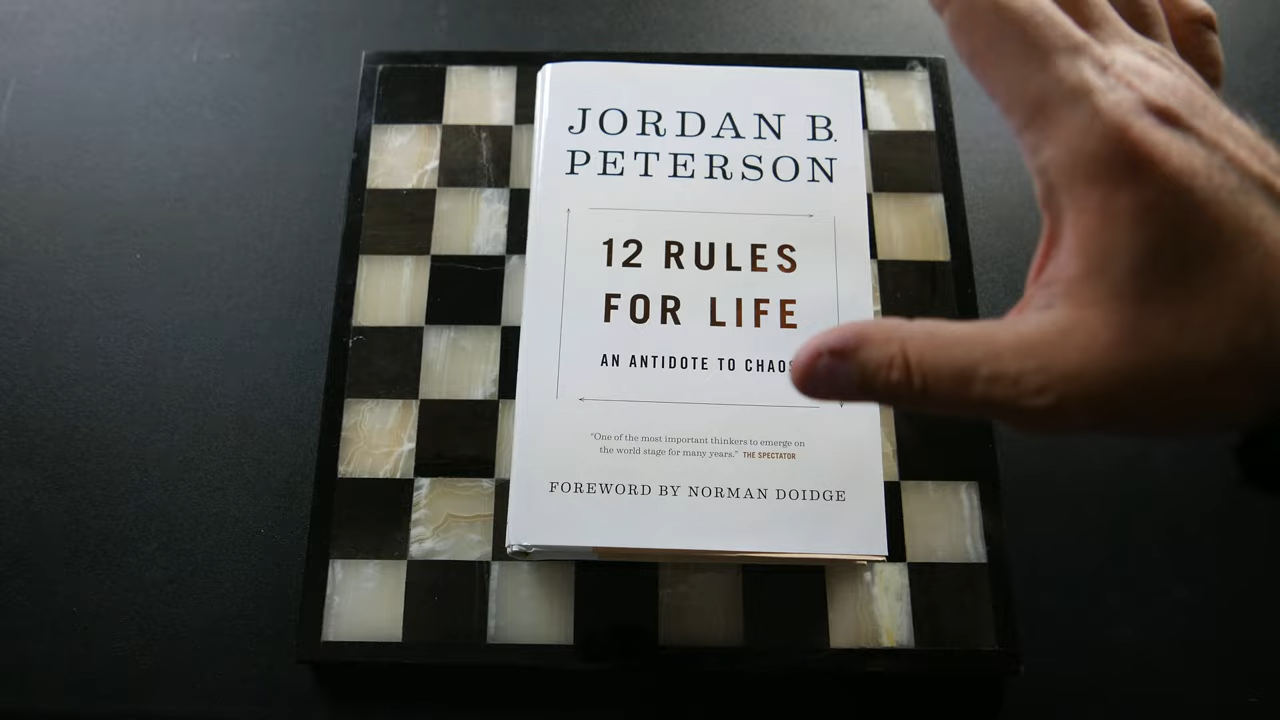 JORDAN B.
PETERSON
12 RULES
FOR LIFE
AN ANTIDOTE TO CHAOS
"One of the most important thinkers to emerge on
the world stage for many years." THE SPECTATOR
FOREWORD BY NORMAN DOIDGE